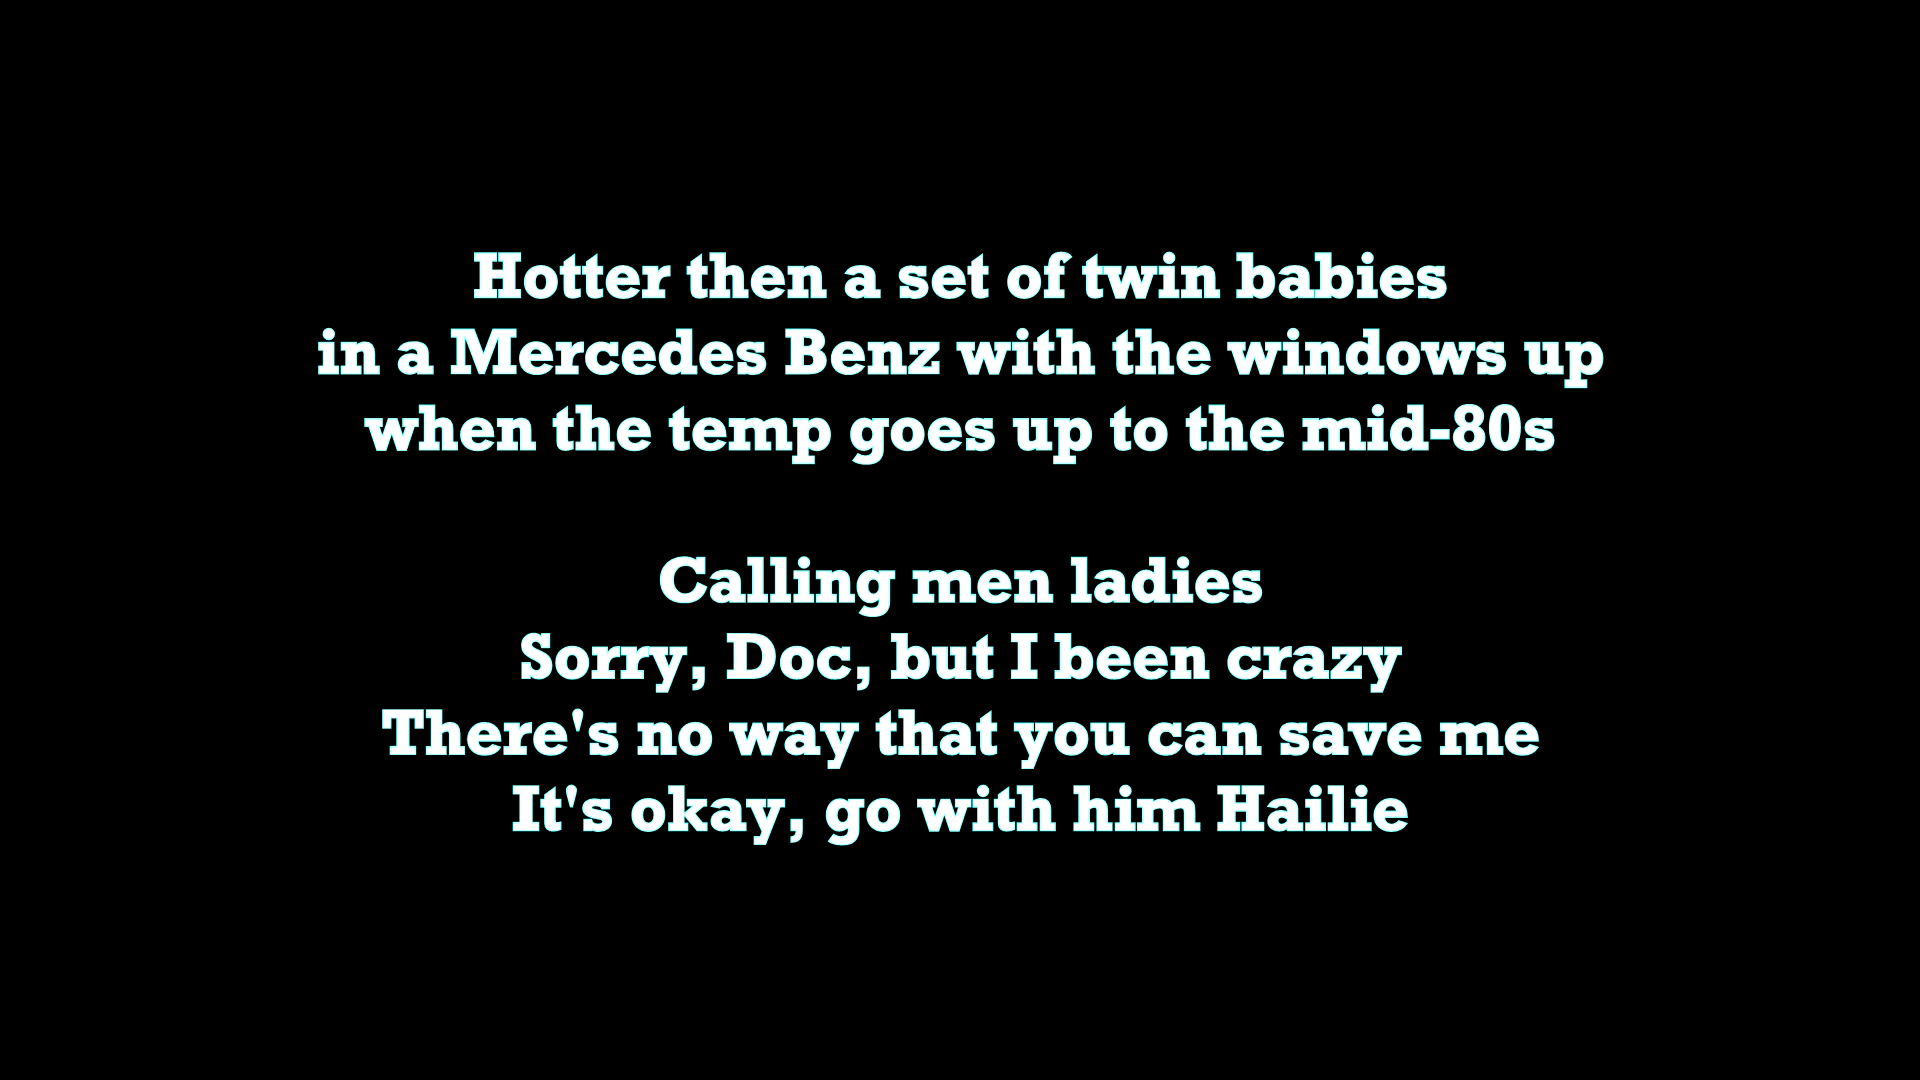 Hotter then a set of twin babies
in a Mercedes Benz with the windows up
when the temp goes up to the mid-80s
Calling men ladies
Sorry, Doc, but I been crazy
There's no way that you can save me
It's okay, go with him Hailie